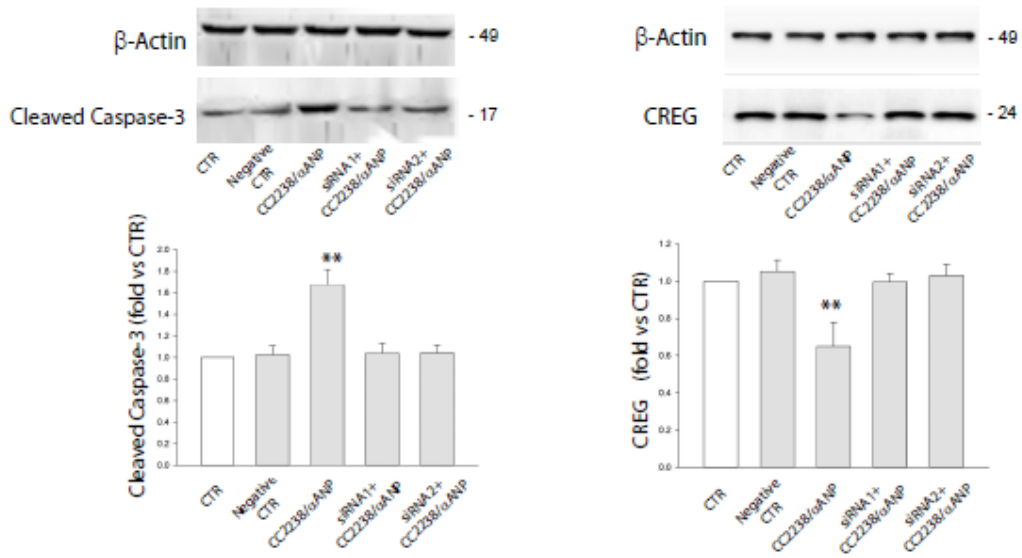 β-Actin
- 49
Cleaved Caspase-3
- 17
CTR
Negative
CTR
CC2238/αANP
siRNA1+
CC2238/αANP
siRNA2+
CC2238/αANP
Cleaved Caspase-3 (fold vs CTR)
2.0
1.8
1.6
1.4
1.2
1.0
0.8
0.6
0.4
0.2
0.0
**
CTR
Negative
CTR
CC2238/αANP
siRNA1+
CC2238/αANP
siRNA2+
CC2238/αANP
β-Actin
- 49
CREG
- 24
CTR
Negative
CTR
CC2238/αANP
siRNA1+
CC2238/αANP
siRNA2+
CC2238/αANP
CREG (fold vs CTR)
1.2
1.0
0.8
0.6
0.4
0.2
0.0
**
CTR
Negative
CTR
CC2238/αANP
siRNA1+
CC2238/αANP
siRNA2+
CC2238/αANP